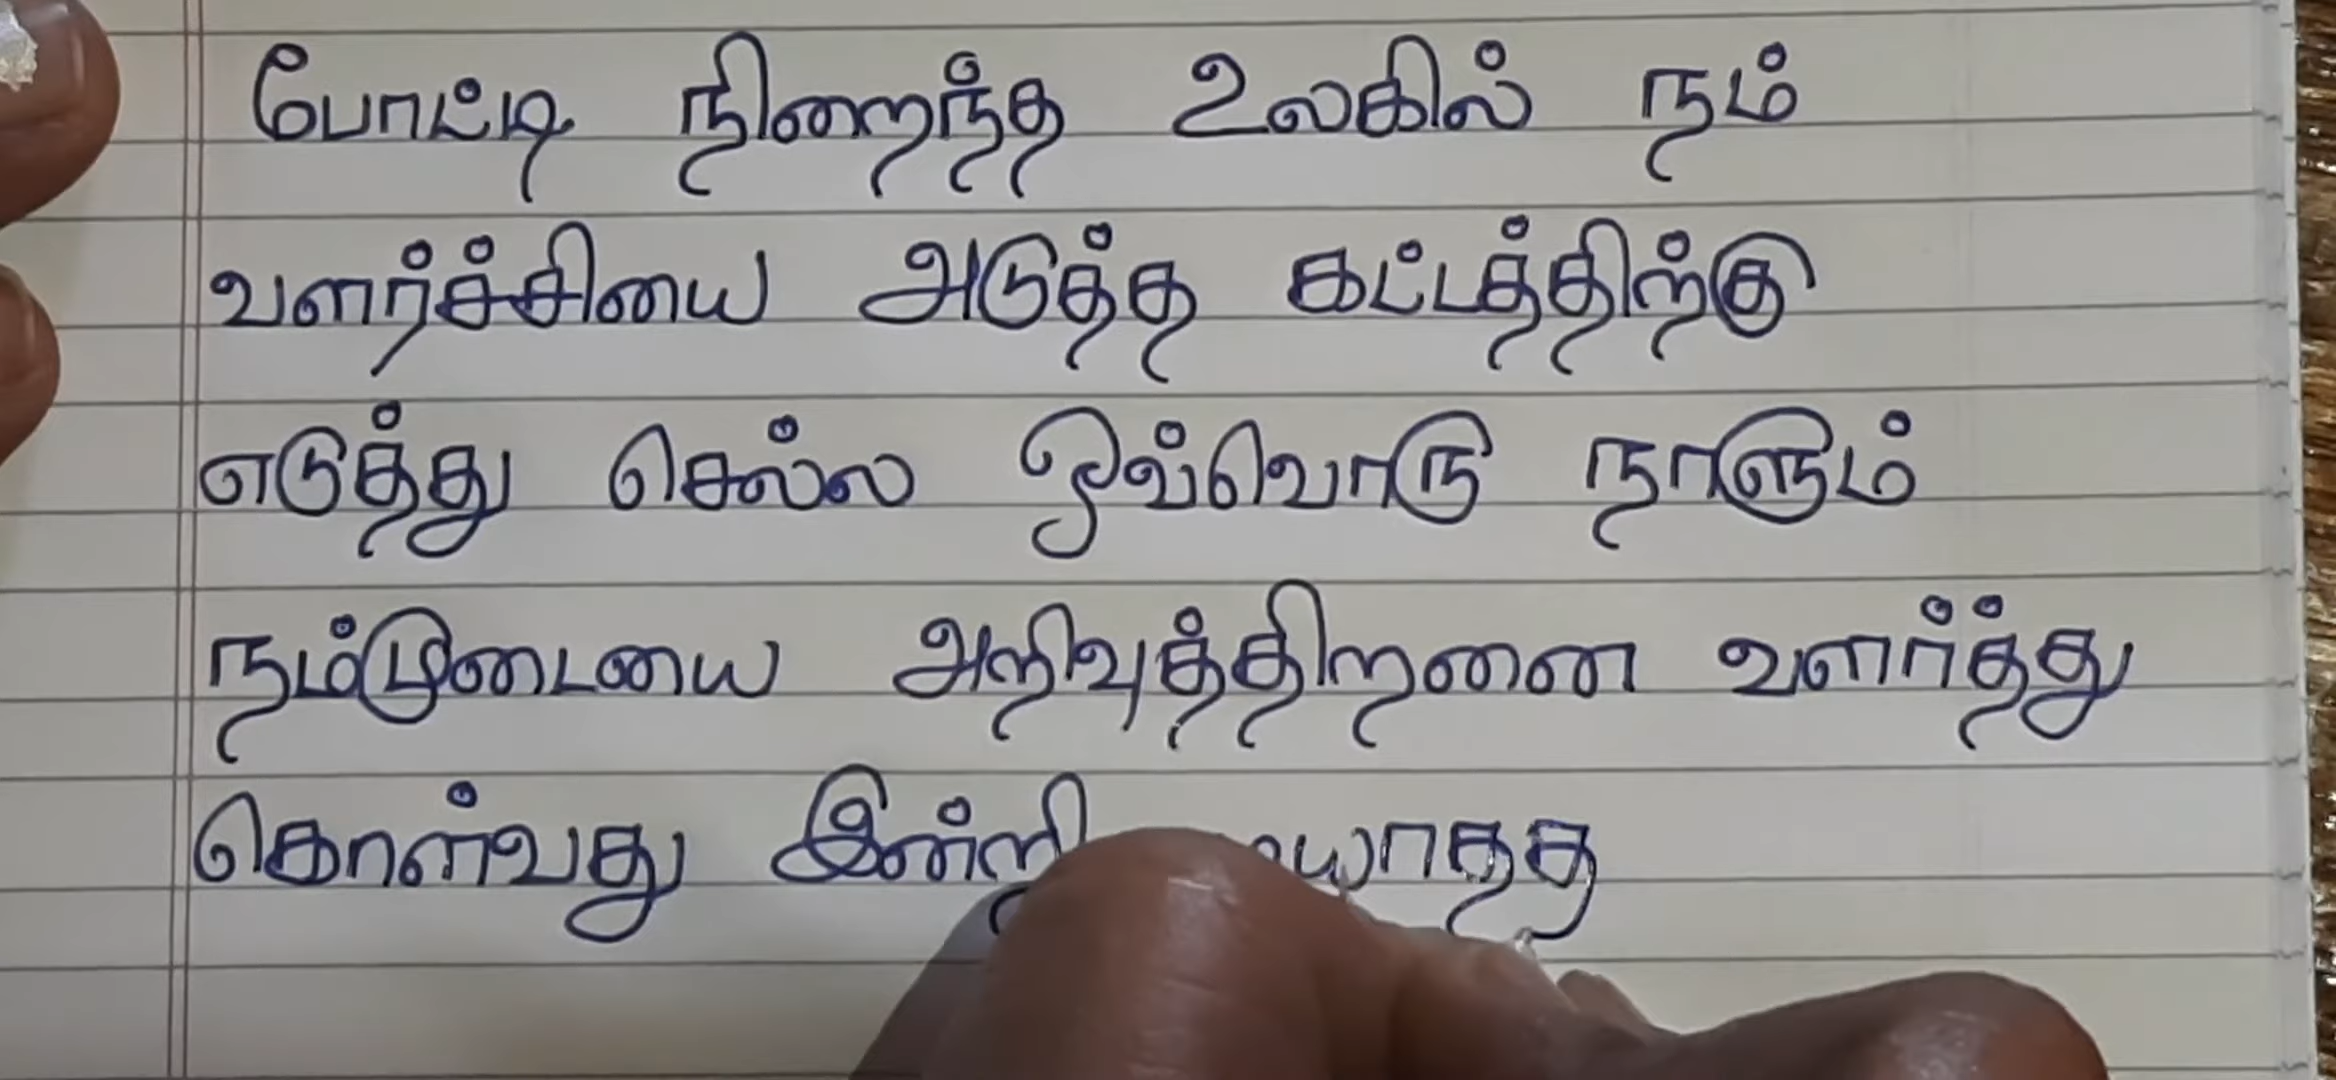 போட்டி நிறைந்த உலகில் நம்
வளர்ச்சியை அடுத்த கட்டத்திற்கு
எடுத்து செல்ல ஒவ்வொரு நாளும்
நம்முடையை அறிவுத்திறனை வளர்த்து
கொள்வது